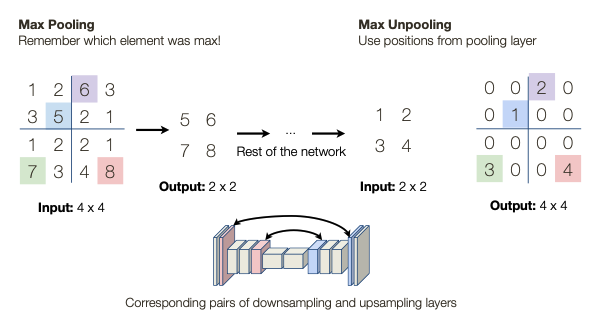 Max Pooling
Remember which element was max!
1 2 6 3
3 5 2 1
1 2 2 1
7 3 4 8
Input: 4 x 4
5 6
7 8
Output: 2 x 2
...
Rest of the network
Max Unpooling
Use positions from pooling layer
1 2
3 4
Input: 2 x 2
0 0 2 0
0 1 0 0
0 0 0 0
3 0 0 4
Output: 4 x 4
Corresponding pairs of downsampling and upsampling layers